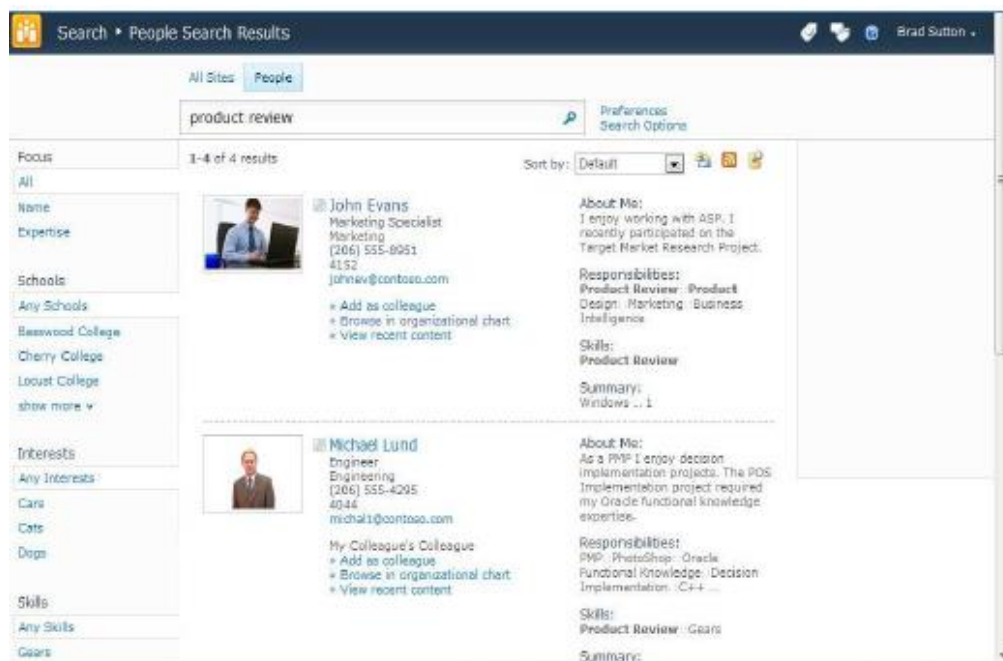 Search ▸ People Search Results
Brad Sutton
All Sites People
product review
Preferences
Search Options
Focus
All
Name
Expertise
Schools
Any Schools
Basswood College
Cherry College
Locust College
show more
Interests
Any Interests
Cars
Cats
Dogs
Skills
Any Skills
Gears
1-4 of 4 results
Sort by: Default
John Evans
Marketing Specialist
Marketing
(206) 555-8951
4152
johnev@contoso.com
» Add as colleague
» Browse in organizational chart
» View recent content
About Me:
I enjoy working with ASP. I
recently participated on the
Target Market Research Project.
Responsibilities:
Product Review Product
Design Marketing Business
Intelligence
Skills:
Product Review
Summary:
Windows ... 1
Michael Lund
Engineer
Engineering
(206) 555-4295
4044
michal1@contoso.com
My Colleague's Colleague
» Add as colleague
» Browse in organizational chart
» View recent content
About Me:
As a PMP I enjoy decision
implementation projects. The POS
Implementation project required
my Oracle functional knowledge
expertise.
Responsibilities:
PMP PhotoShop Oracle
Functional Knowledge Decision
Implementation C++ ...
Skills:
Product Review Gears
Summary: